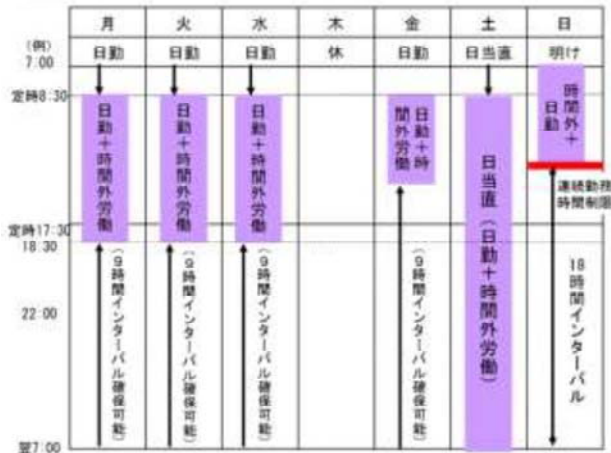 月 火 水 木 金 土 日
(例) 日勤 日勤 日勤 休 日勤 日当直 明け
7:00
定時8:30
定時17:30
18:30
22:00
翌7:00
日勤+時間外労働
日勤+時間外労働
日勤+時間外労働
日勤+時
間外労働
日当直(日勤+時間外労働)
時間外+
日勤
連続勤務
時間制限
(9時間インターバル確保可能)
(9時間インターバル確保可能)
(9時間インターバル確保可能)
(9時間インターバル確保可能)
18時間インターバル